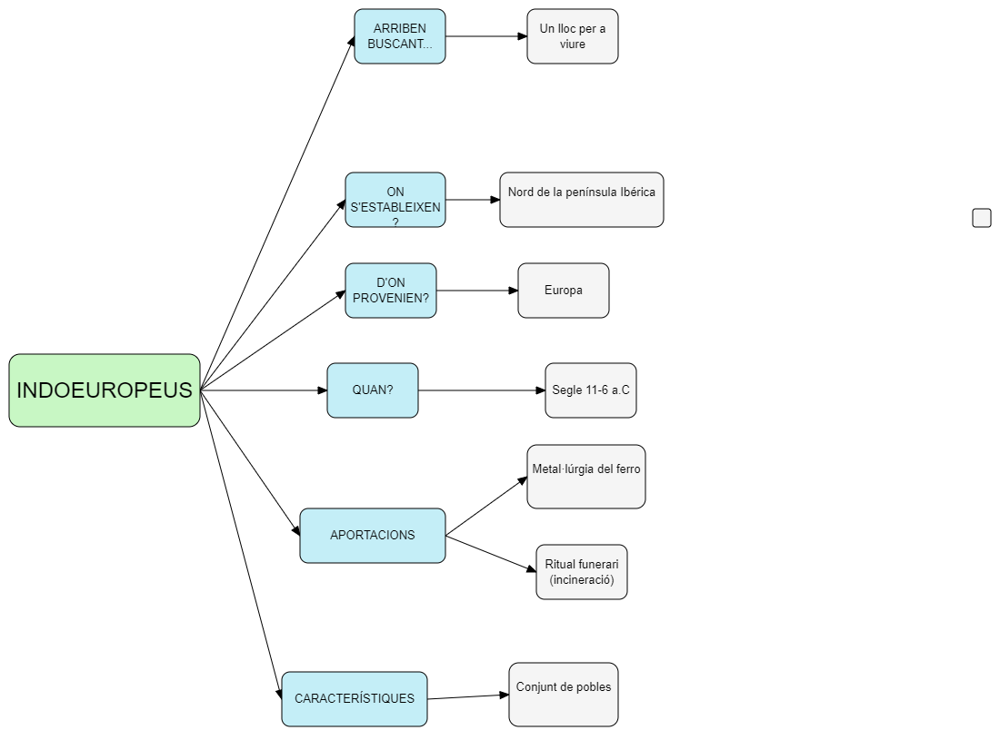 ARRIBEN
BUSCANT...
Un lloc per a
viure
ON
S'ESTABLEIXEN
?
Nord de la península Ibérica
D'ON
PROVENIEN?
Europa
INDOEUROPEUS
QUAN?
Segle 11-6 a.C
Metal·lúrgia del ferro
APORTACIONS
Ritual funerari
(incineració)
CARACTERÍSTIQUES
Conjunt de pobles